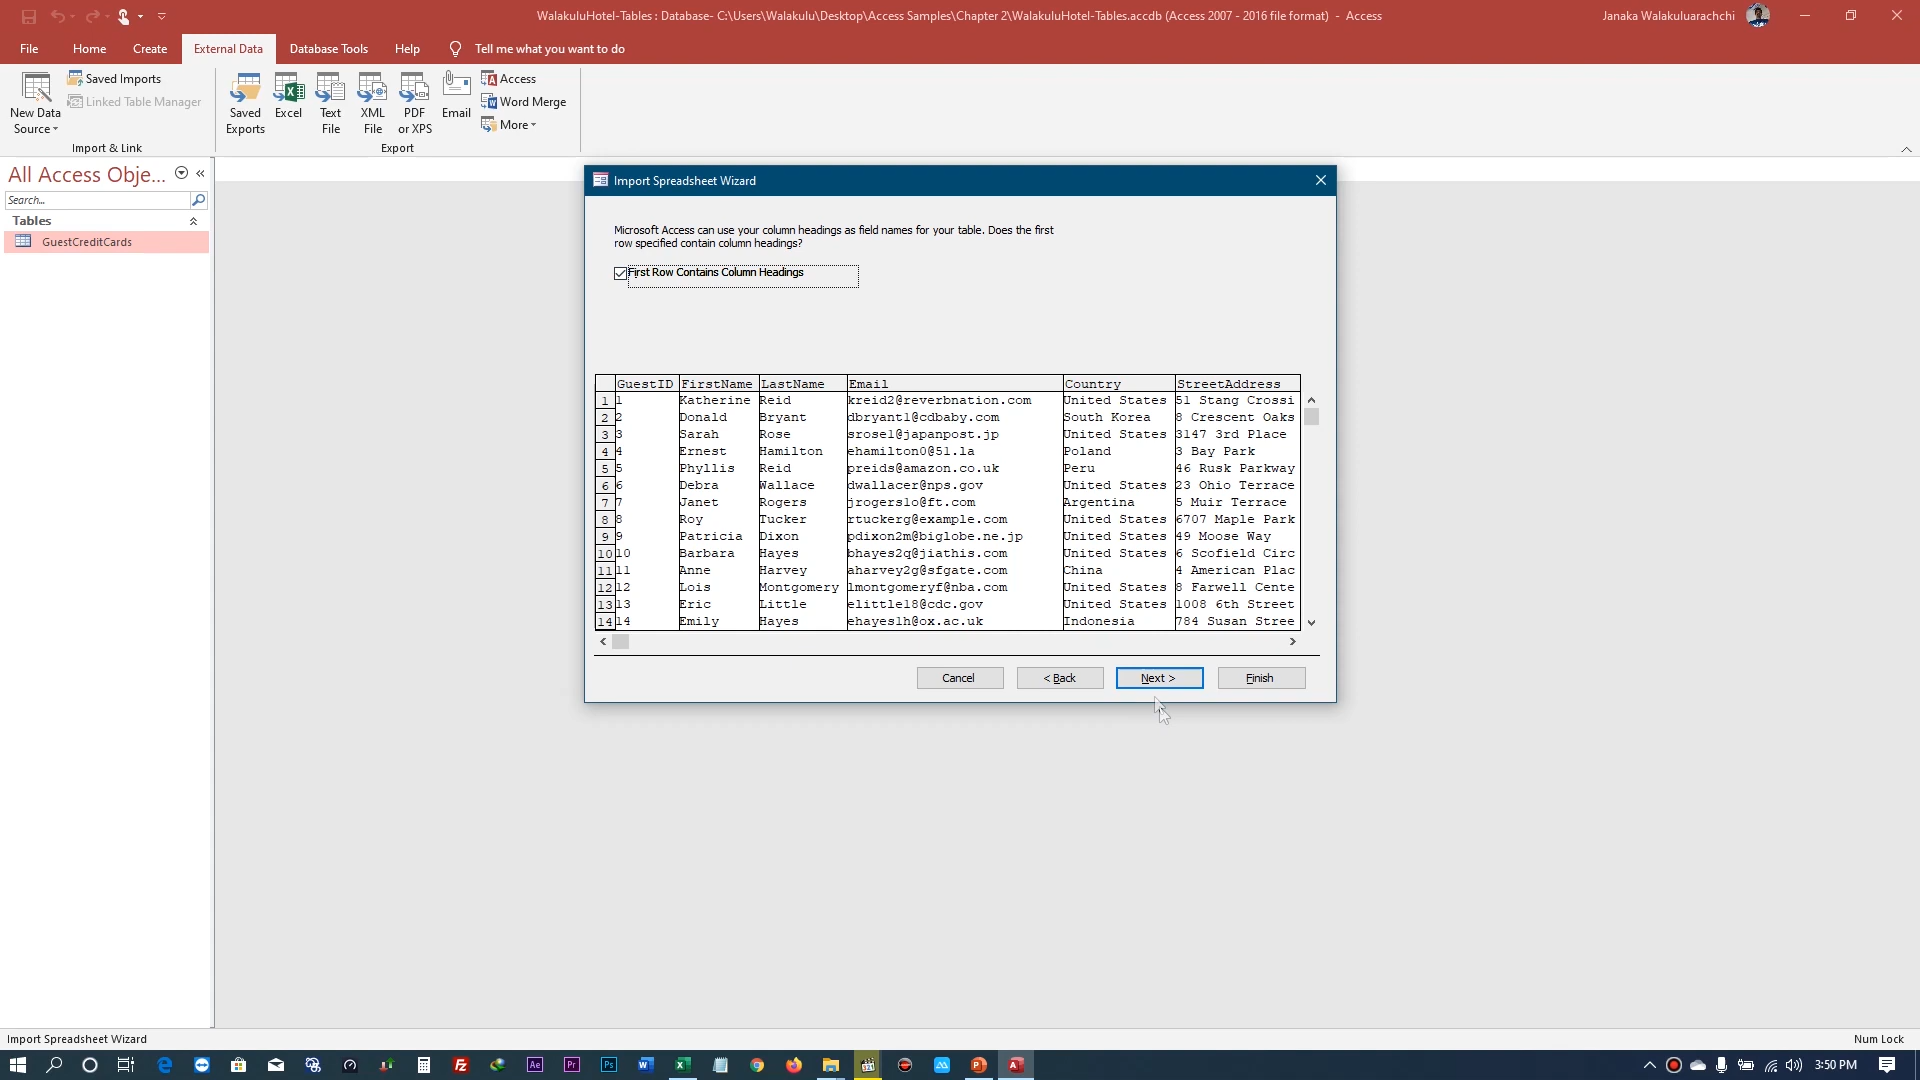 WalakuluHotel-Tables : Database- C:\Users\Walakulu\Desktop\Access Samples\Chapter 2\WalakuluHotel-Tables.accdb (Access 2007 - 2016 file format) - Access
Janaka Walakuluarachchi
File Home Create External Data Database Tools Help Tell me what you want to do
New Data Source
Saved Imports
Linked Table Manager
Import & Link
Saved Exports
Excel
Text File
XML File
PDF or XPS
Email
Access
Word Merge
More
Export
All Access Obje...
Search...
Tables
GuestCreditCards
Import Spreadsheet Wizard
Microsoft Access can use your column headings as field names for your table. Does the first
row specified contain column headings?
First Row Contains Column Headings
GuestID FirstName LastName Email Country StreetAddress
1 1 Katherine Reid kreid2@reverbnation.com United States 51 Stang Crossi
2 2 Donald Bryant dbryant1@cdbaby.com South Korea 8 Crescent Oaks
3 3 Sarah Rose srose1@japanpost.jp United States 3147 3rd Place
4 4 Ernest Hamilton ehamilton0@51.la Poland 3 Bay Park
5 5 Phyllis Reid preids@amazon.co.uk Peru 46 Rusk Parkway
6 6 Debra Wallace dwallacer@nps.gov United States 23 Ohio Terrace
7 7 Janet Rogers jrogers1o@ft.com Argentina 5 Muir Terrace
8 8 Roy Tucker rtuckerg@example.com United States 6707 Maple Park
9 9 Patricia Dixon pdixon2m@biglobe.ne.jp United States 49 Moose Way
10 10 Barbara Hayes bhayes2q@jiathis.com United States 6 Scofield Circ
11 11 Anne Harvey aharvey2g@sfgate.com China 4 American Plac
12 12 Lois Montgomery lmontgomeryf@nba.com United States 8 Farwell Cente
13 13 Eric Little elittle18@cdc.gov United States 1008 6th Street
14 14 Emily Hayes ehayes1h@ox.ac.uk Indonesia 784 Susan Stree
Cancel < Back Next > Finish
Import Spreadsheet Wizard
Num Lock
Ae Pr Ps
3:50 PM